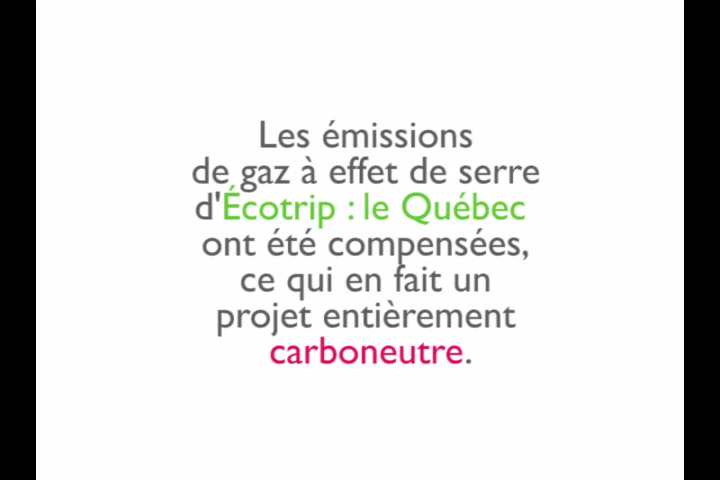 Les émissions
de gaz à effet de serre
d'Écotrip : le Québec
ont été compensées,
ce qui en fait un
projet entièrement
carboneutre.